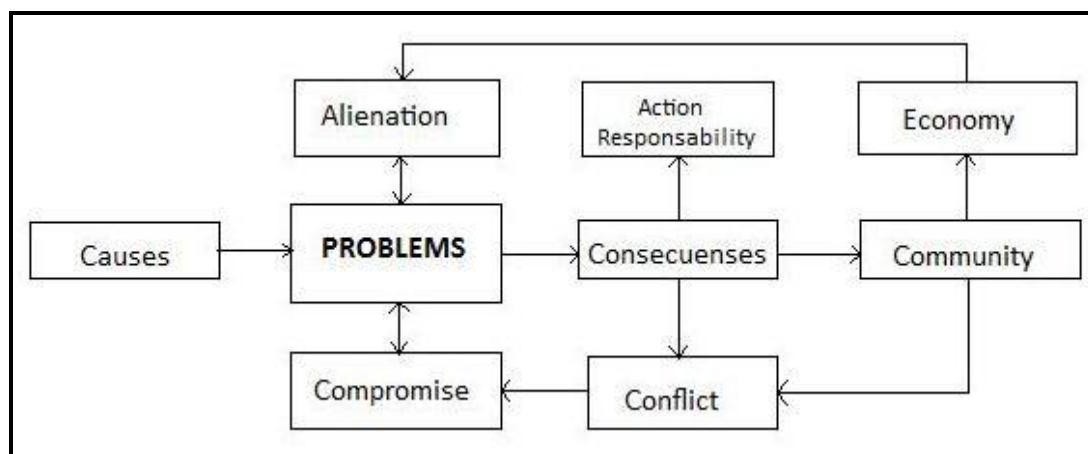 Alienation
Action
Responsability
Economy
Causes
PROBLEMS
Consecuenses
Community
Compromise
Conflict